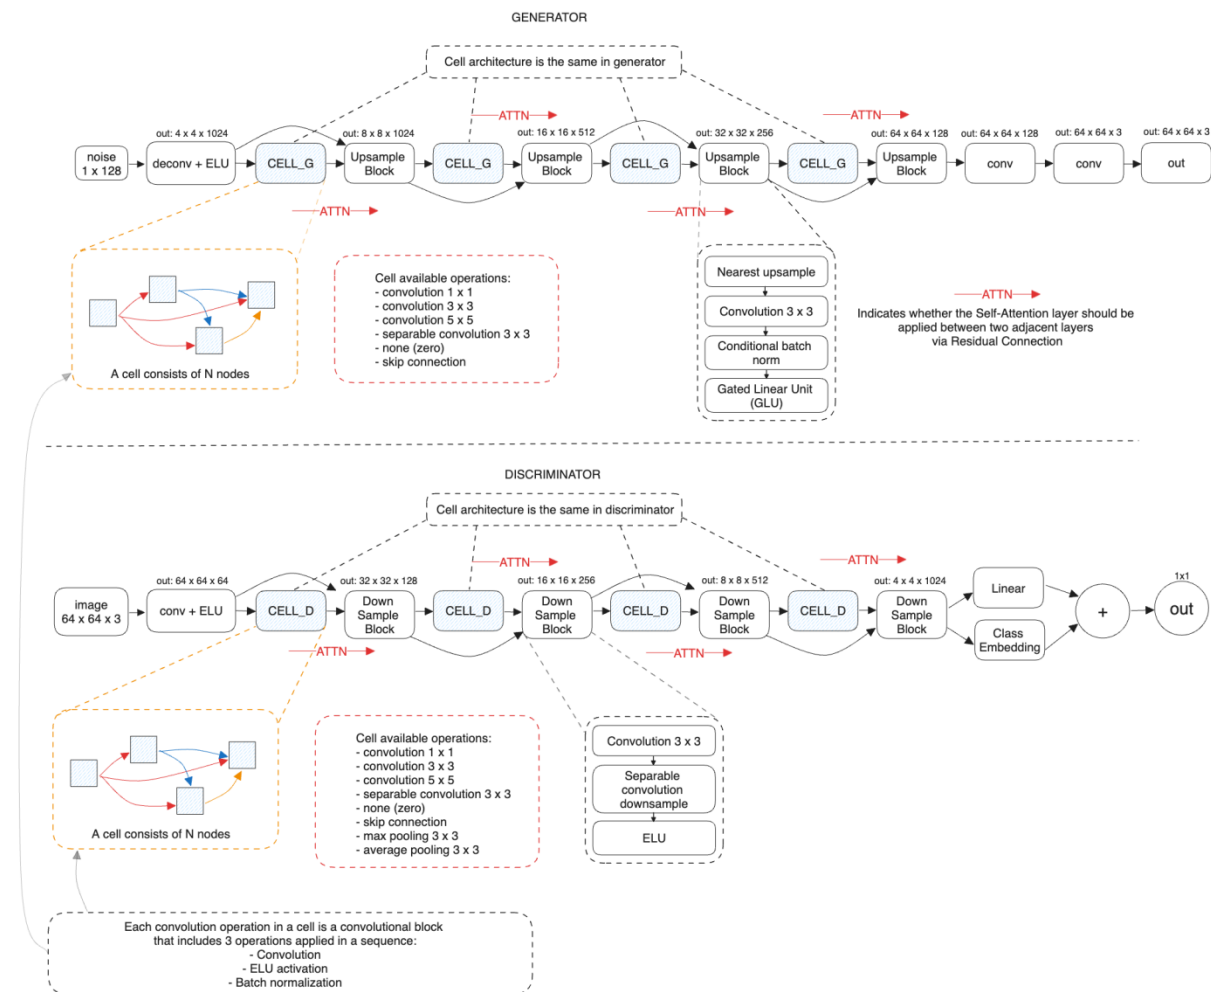 GENERATOR
Cell architecture is the same in generator
ATTN
ATTN
out: 4 x 4 x 1024
out: 8 x 8 x 1024
out: 16 x 16 x 512
out: 32 x 32 x 256
out: 64 x 64 x 128
out: 64 x 64 x 128
out: 64 x 64 x 3
out: 64 x 64 x 3
noise
1 x 128
deconv + ELU
CELL_G
Upsample
Block
CELL_G
Upsample
Block
CELL_G
Upsample
Block
CELL_G
Upsample
Block
conv
conv
out
ATTN
ATTN
A cell consists of N nodes
Cell available operations:
- convolution 1 x 1
- convolution 3 x 3
- convolution 5 x 5
- separable convolution 3 x 3
- none (zero)
- skip connection
Nearest upsample
Convolution 3 x 3
Conditional batch
norm
Gated Linear Unit
(GLU)
ATTN
Indicates whether the Self-Attention layer should be
applied between two adjacent layers
via Residual Connection
DISCRIMINATOR
Cell architecture is the same in discriminator
ATTN
ATTN
out: 64 x 64 x 64
out: 32 x 32 x 128
out: 16 x 16 x 256
out: 8 x 8 x 512
out: 4 x 4 x 1024
1x1
image
64 x 64 x 3
conv + ELU
CELL_D
Down
Sample
Block
CELL_D
Down
Sample
Block
CELL_D
Down
Sample
Block
CELL_D
Down
Sample
Block
Linear
Class
Embedding
+
out
ATTN
ATTN
A cell consists of N nodes
Cell available operations:
- convolution 1 x 1
- convolution 3 x 3
- convolution 5 x 5
- separable convolution 3 x 3
- none (zero)
- skip connection
- max pooling 3 x 3
- average pooling 3 x 3
Convolution 3 x 3
Separable
convolution
downsample
ELU
Each convolution operation in a cell is a convolutional block
that includes 3 operations applied in a sequence:
- Convolution
- ELU activation
- Batch normalization